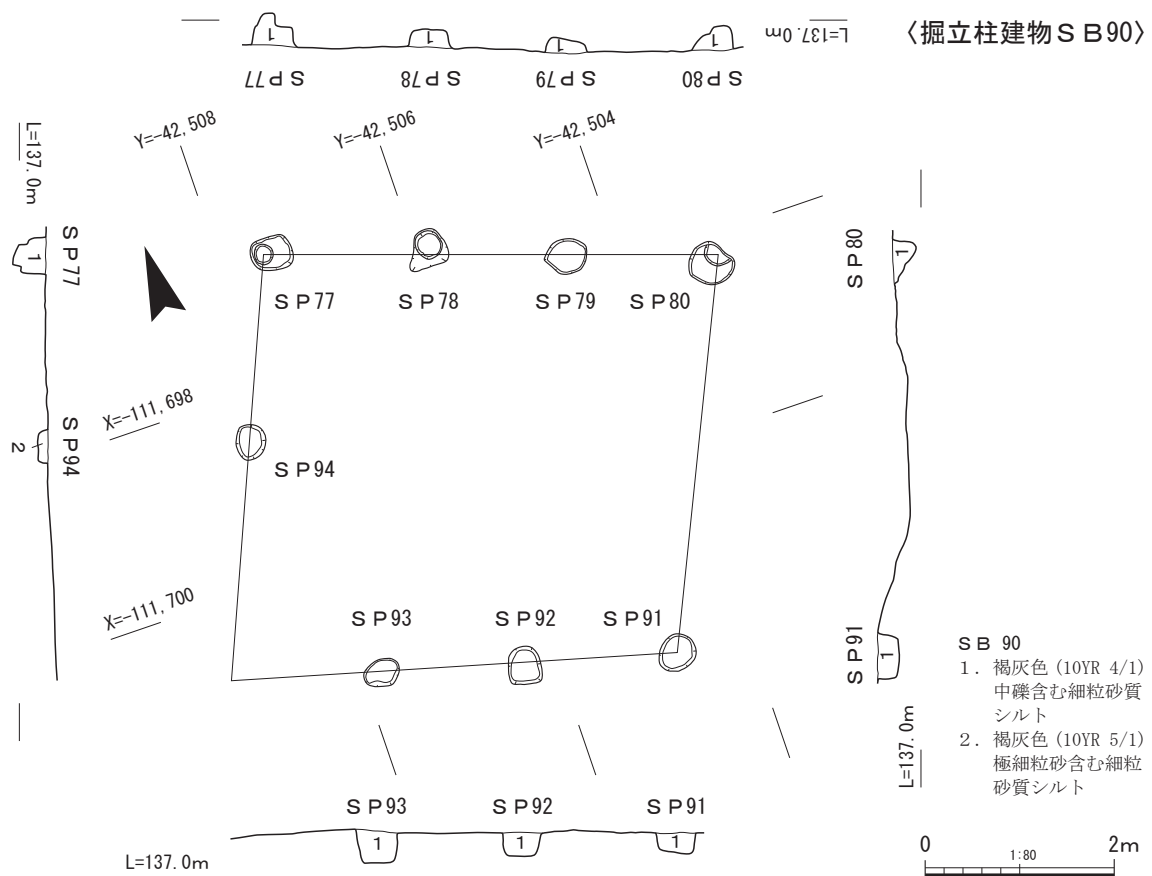 〈掘立柱建物ＳＢ90〉
L=137.0m
1
1
1
1
ＳＰ77
ＳＰ78
ＳＰ79
ＳＰ80
Y=-42,508
Y=-42,506
Y=-42,504
L=137.0m
ＳＰ77
1
ＳＰ94
2
X=-111,698
X=-111,700
ＳＰ77
ＳＰ78
ＳＰ79
ＳＰ80
ＳＰ94
ＳＰ93
ＳＰ92
ＳＰ91
ＳＰ80
1
ＳＰ91
1
L=137.0m
ＳＰ93
ＳＰ92
ＳＰ91
1
1
1
L=137.0m
ＳＢ 90
1. 褐灰色 (10YR 4/1)
中礫含む細粒砂質
シルト
2. 褐灰色 (10YR 5/1)
極細粒砂含む細粒
砂質シルト
0
1:80
2m